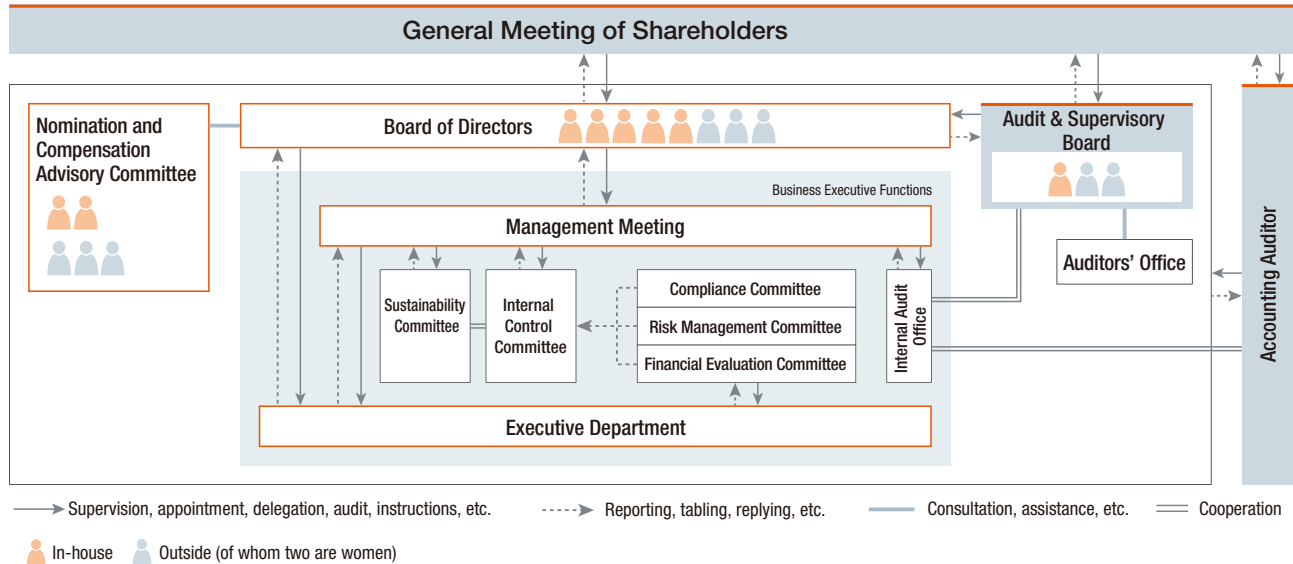 General Meeting of Shareholders
Nomination and
Compensation
Advisory Committee
Board of Directors
Audit & Supervisory
Board
Business Executive Functions
Management Meeting
Auditors' Office
Accounting Auditor
Sustainability
Committee
Internal
Control
Committee
Compliance Committee
Risk Management Committee
Financial Evaluation Committee
Internal Audit
Office
Executive Department
Supervision, appointment, delegation, audit, instructions, etc.
Reporting, tabling, replying, etc.
Consultation, assistance, etc.
Cooperation
In-house
Outside (of whom two are women)